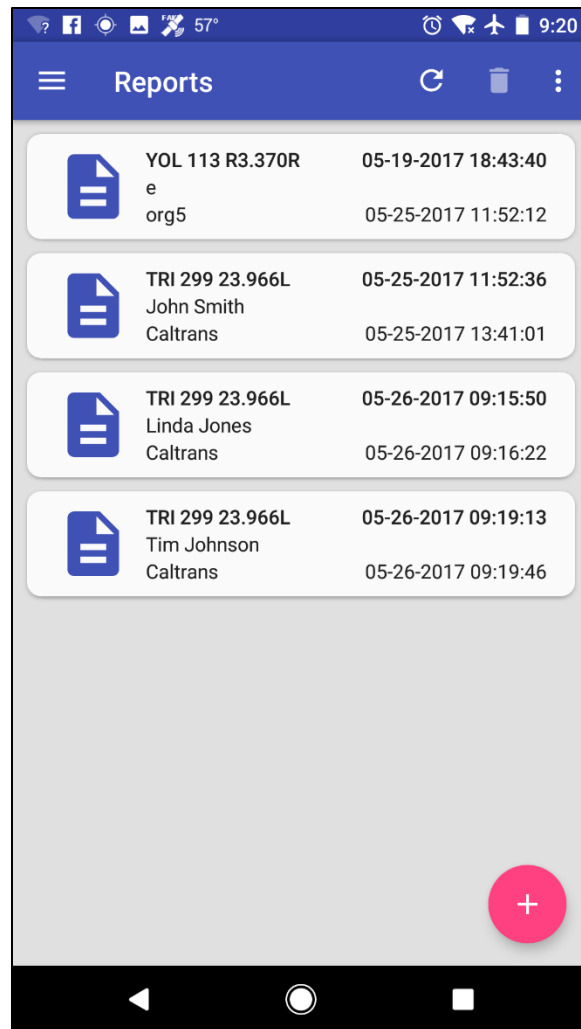 ? f FAKE 57° 9:20
Reports
YOL 113 R3.370R 05-19-2017 18:43:40
e
org5 05-25-2017 11:52:12
TRI 299 23.966L 05-25-2017 11:52:36
John Smith
Caltrans 05-25-2017 13:41:01
TRI 299 23.966L 05-26-2017 09:15:50
Linda Jones
Caltrans 05-26-2017 09:16:22
TRI 299 23.966L 05-26-2017 09:19:13
Tim Johnson
Caltrans 05-26-2017 09:19:46